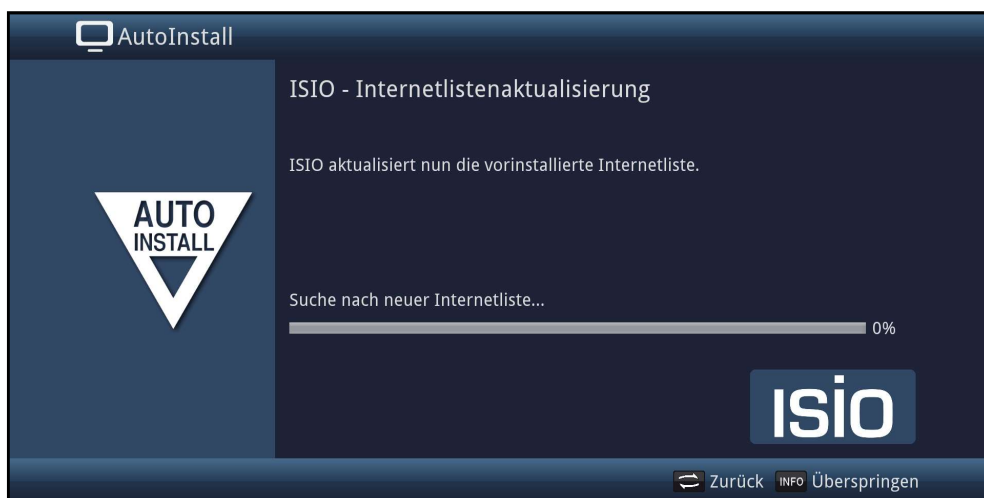 AutoInstall
ISIO - Internetlistenaktualisierung
ISIO aktualisiert nun die vorinstallierte Internetliste.
AUTO
INSTALL
Suche nach neuer Internetliste...
0%
ISiO
Zurück INFO Überspringen